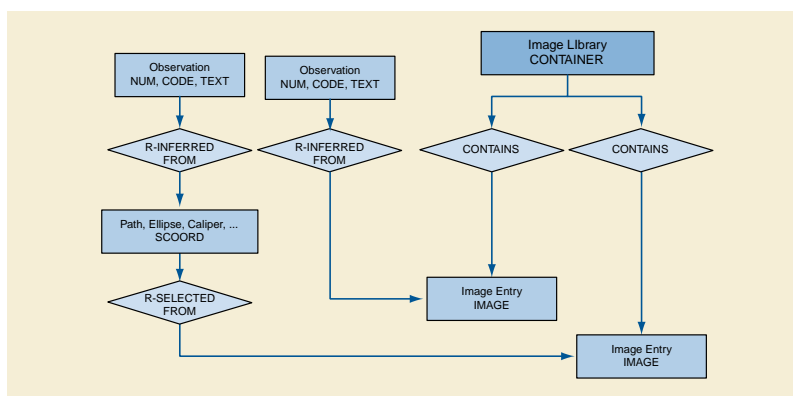 Observation
NUM, CODE, TEXT
Observation
NUM, CODE, TEXT
Image LIbrary
CONTAINER
R-INFERRED
FROM
R-INFERRED
FROM
CONTAINS
CONTAINS
Path, Ellipse, Caliper, ...
SCOORD
R-SELECTED
FROM
Image Entry
IMAGE
Image Entry
IMAGE